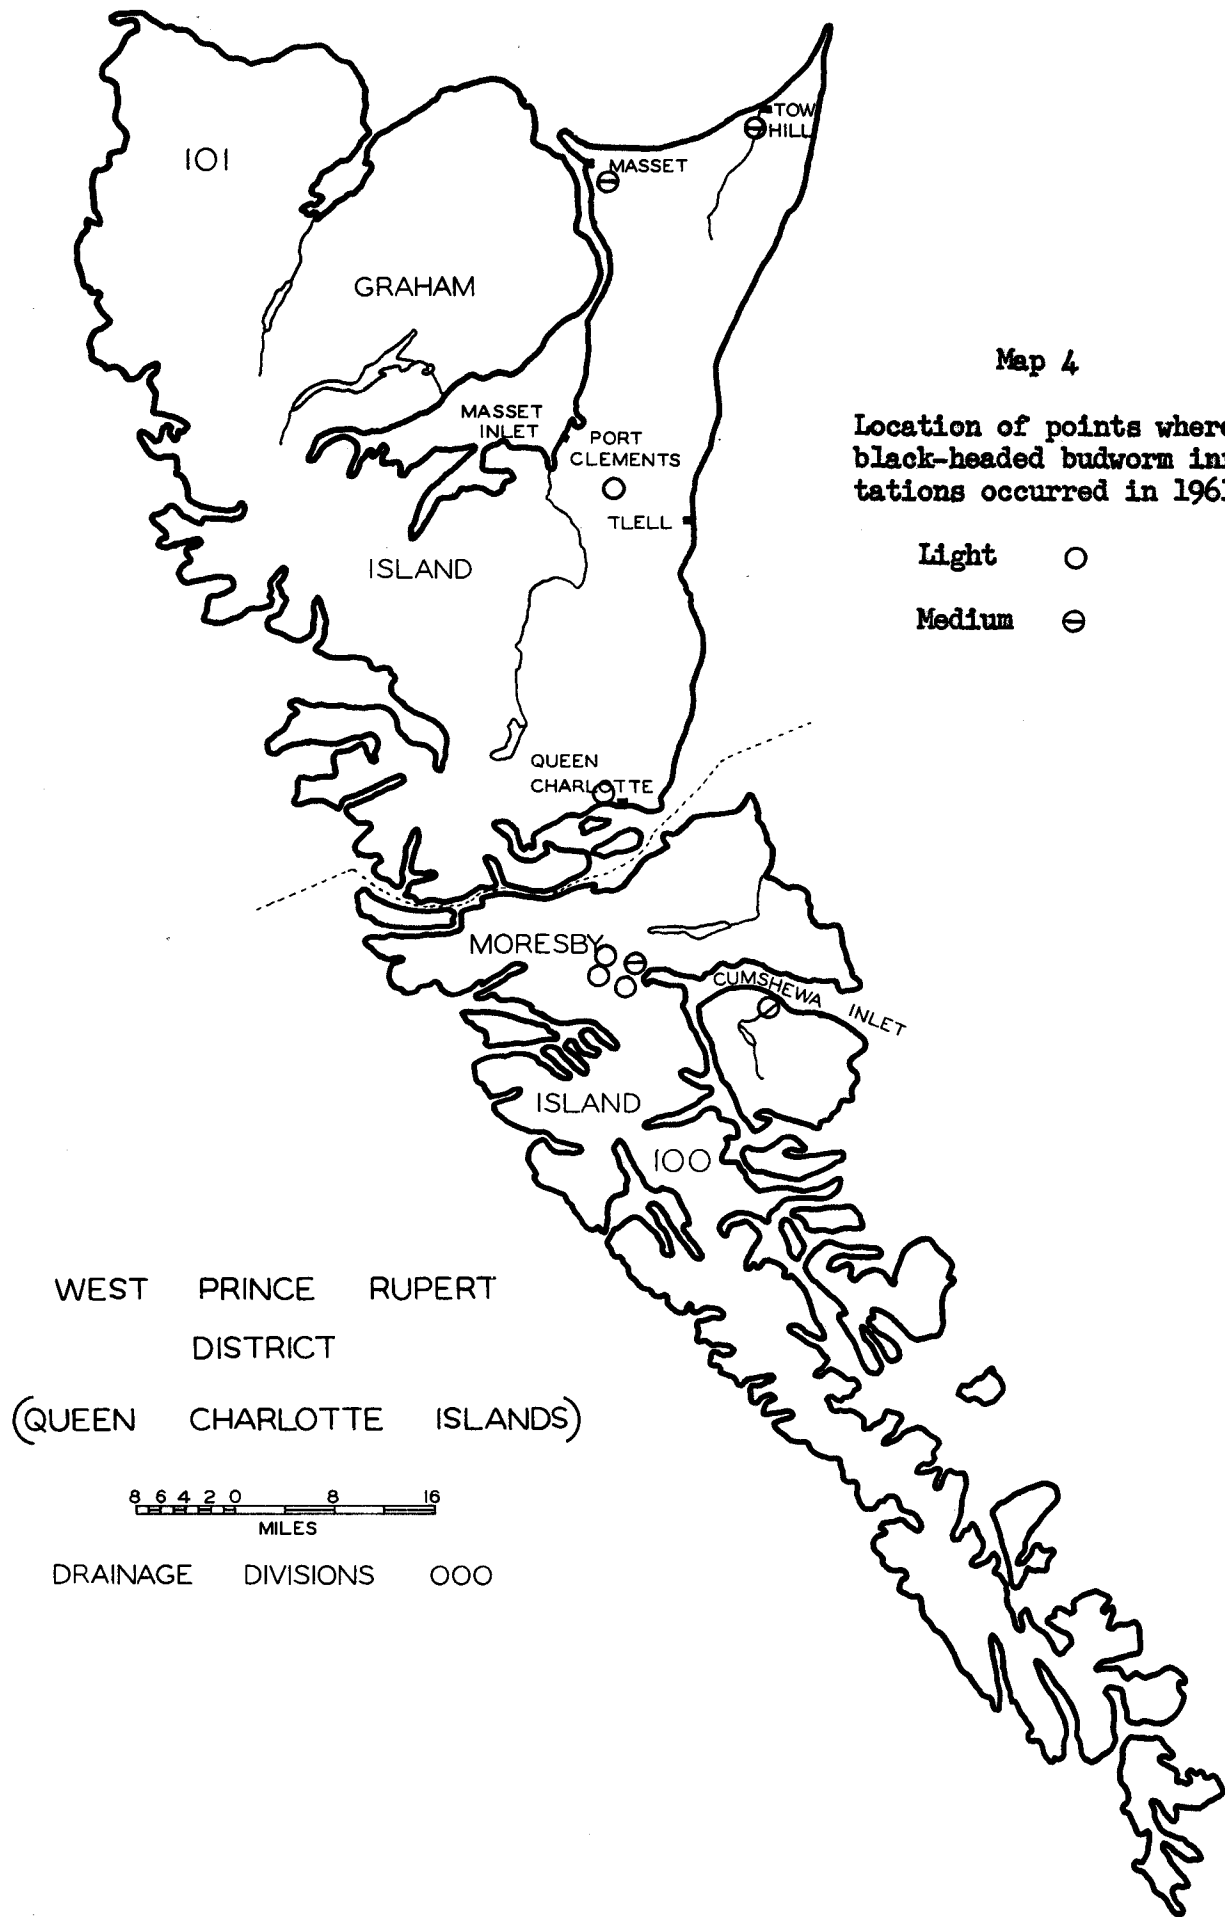 101
TOW
HILL
MASSET
GRAHAM
MASSET
INLET
PORT
CLEMENTS
TLELL
ISLAND
Map 4
Location of points where
black-headed budworm in
tations occurred in 196
Light
Medium
QUEEN
CHARLOTTE
MORESBY
CUMSHEWA INLET
ISLAND
100
WEST PRINCE RUPERT
DISTRICT
(QUEEN CHARLOTTE ISLANDS)
8 6 4 2 0 8 16
MILES
DRAINAGE DIVISIONS 000